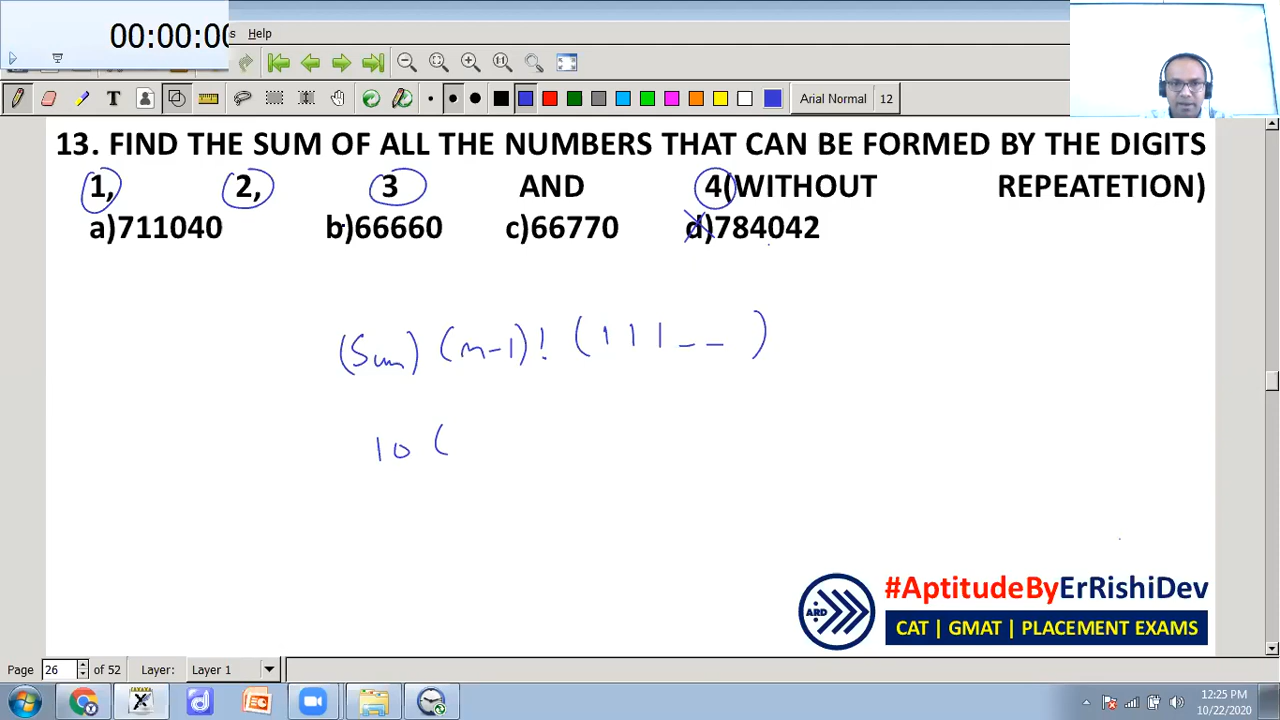 00:00:00
s Help
Arial Normal 12
13. FIND THE SUM OF ALL THE NUMBERS THAT CAN BE FORMED BY THE DIGITS
1, 2, 3 AND 4(WITHOUT REPEATETION)
a)711040 b)66660 c)66770 d)784042
(Sum) (n-1)! (111__ )
10 (
#AptitudeByErRishiDev
ARD
CAT | GMAT | PLACEMENT EXAMS
Page 26 of 52 Layer: Layer 1
12:25 PM
10/22/2020